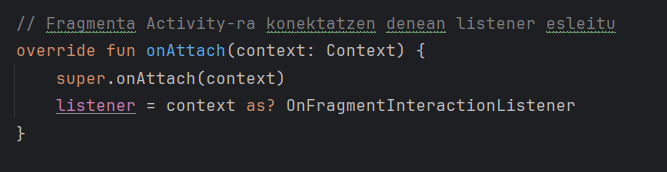 // Fragmenta Activity-ra konektatzen denean listener esleitu
override fun onAttach(context: Context) {
super.onAttach(context)
listener = context as? OnFragmentInteractionListener
}